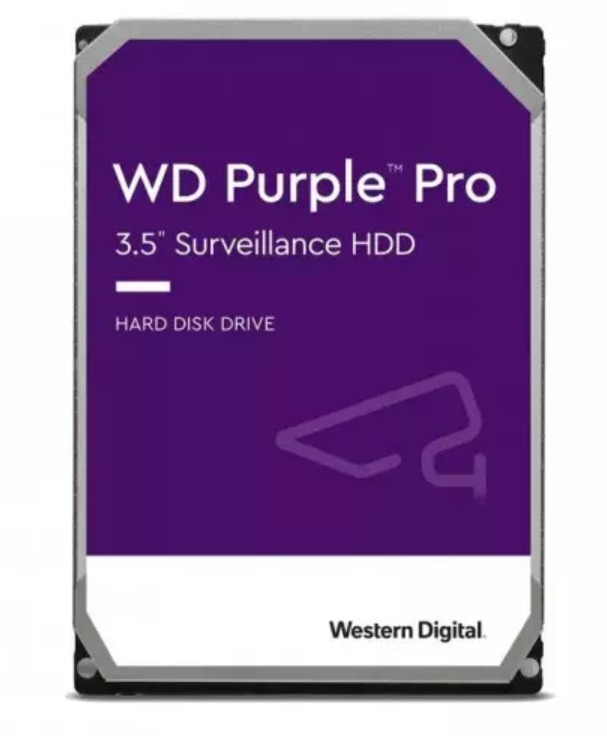 WD Purple™ Pro
3.5" Surveillance HDD
HARD DISK DRIVE
Western Digital